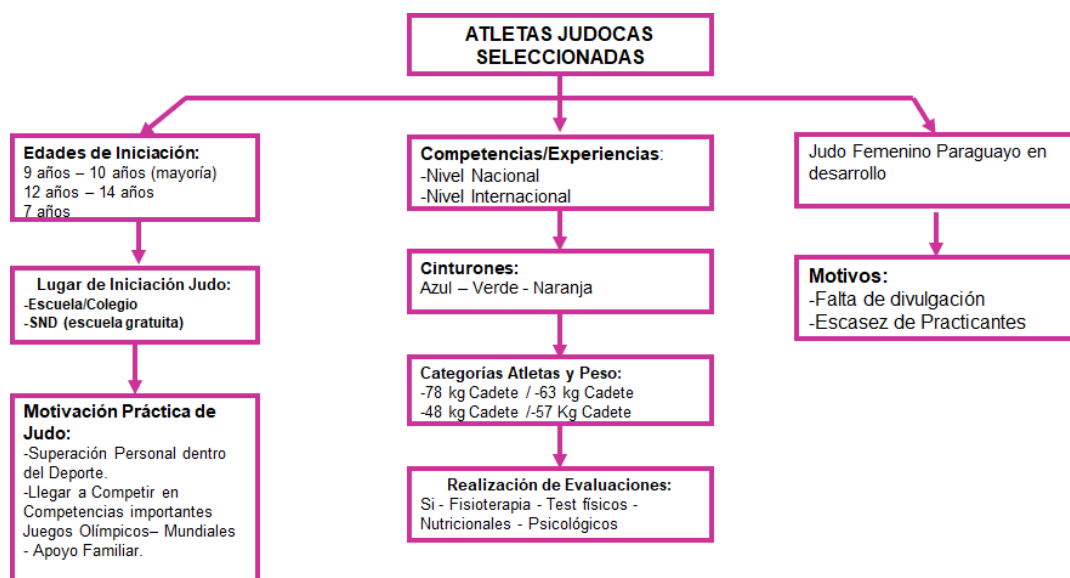 ATLETAS JUDOCAS
SELECCIONADAS
Edades de Iniciación:
9 años – 10 años (mayoría)
12 años – 14 años
7 años
Lugar de Iniciación Judo:
-Escuela/Colegio
-SND (escuela gratuita)
Motivación Práctica de
Judo:
-Superación Personal dentro
del Deporte.
-Llegar a Competir en
Competencias importantes
Juegos Olímpicos– Mundiales
- Apoyo Familiar.
Competencias/Experiencias:
-Nivel Nacional
-Nivel Internacional
Cinturones:
Azul – Verde - Naranja
Categorías Atletas y Peso:
-78 kg Cadete / -63 kg Cadete
-48 kg Cadete /-57 Kg Cadete
Realización de Evaluaciones:
Si - Fisioterapia - Test físicos -
Nutricionales - Psicológicos
Judo Femenino Paraguayo en
desarrollo
Motivos:
-Falta de divulgación
-Escasez de Practicantes